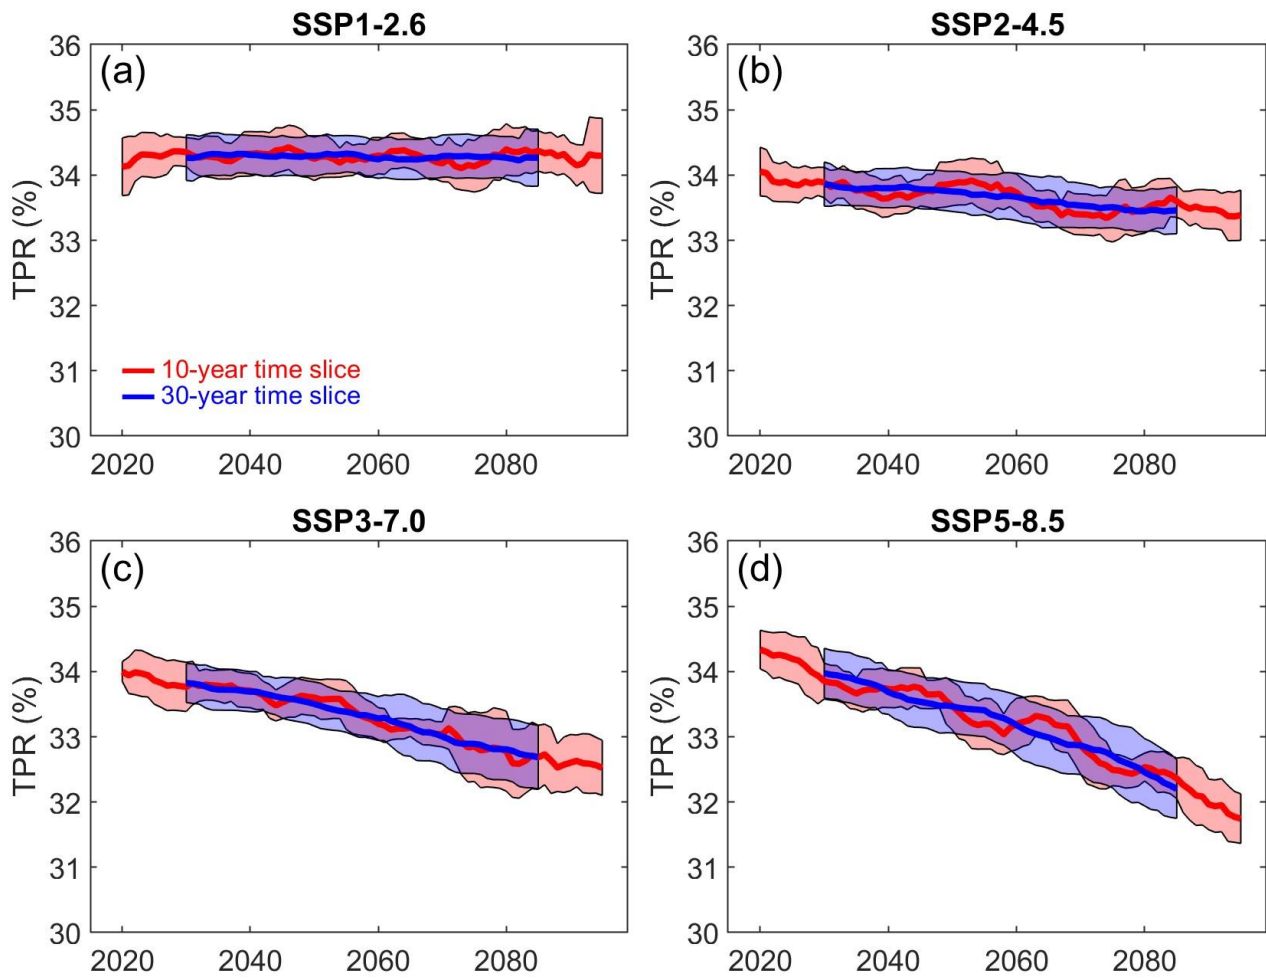 SSP1-2.6
SSP2-4.5
(a)
(b)
36
35
34
33
32
31
30
TPR (%)
10-year time slice
30-year time slice
2020 2040 2060 2080
36
35
34
33
32
31
30
TPR (%)
2020 2040 2060 2080
SSP3-7.0
SSP5-8.5
(c)
(d)
36
35
34
33
32
31
30
TPR (%)
2020 2040 2060 2080
36
35
34
33
32
31
30
TPR (%)
2020 2040 2060 2080